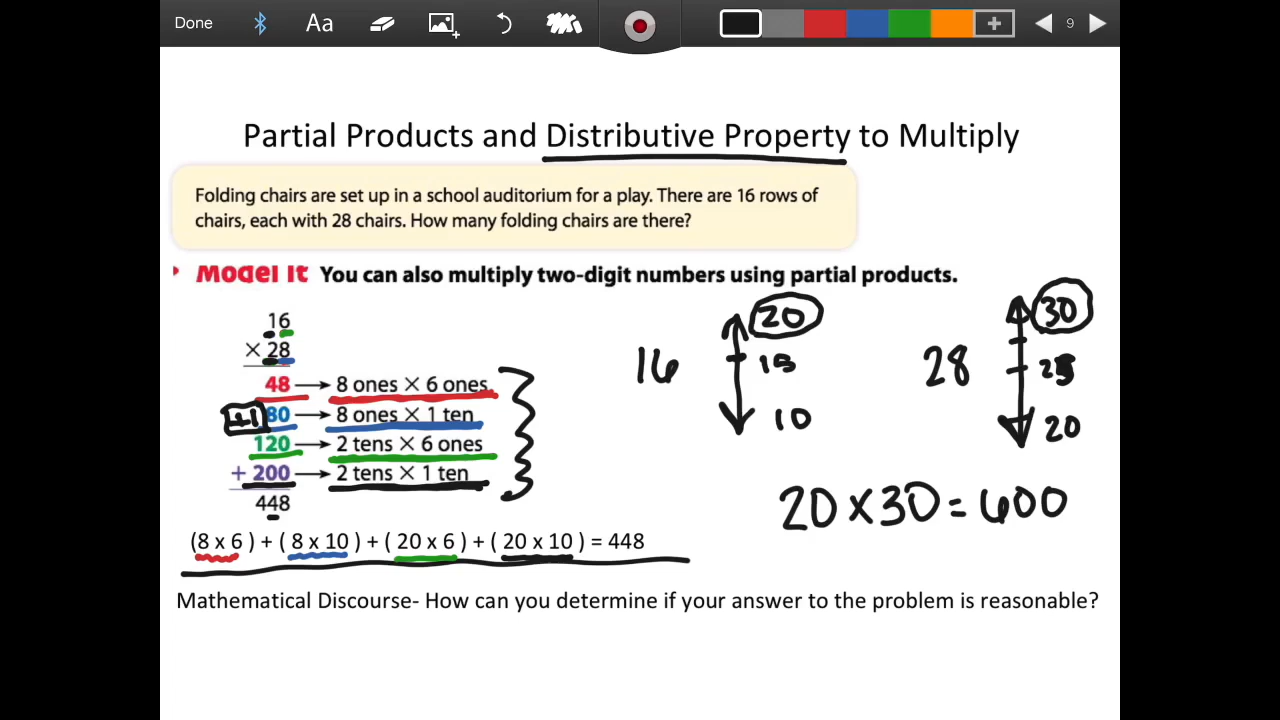 Done Aa 9
Partial Products and Distributive Property to Multiply
Folding chairs are set up in a school auditorium for a play. There are 16 rows of
chairs, each with 28 chairs. How many folding chairs are there?
Model It You can also multiply two-digit numbers using partial products.
16
× 28
48 → 8 ones × 6 ones
+1 80 → 8 ones × 1 ten
120 → 2 tens × 6 ones
+ 200 → 2 tens × 1 ten
448
(8 x 6 ) + ( 8 x 10 ) + ( 20 x 6 ) + ( 20 x 10 ) = 448
16
20
15
10
28
30
25
20
20 x 30 = 600
Mathematical Discourse- How can you determine if your answer to the problem is reasonable?